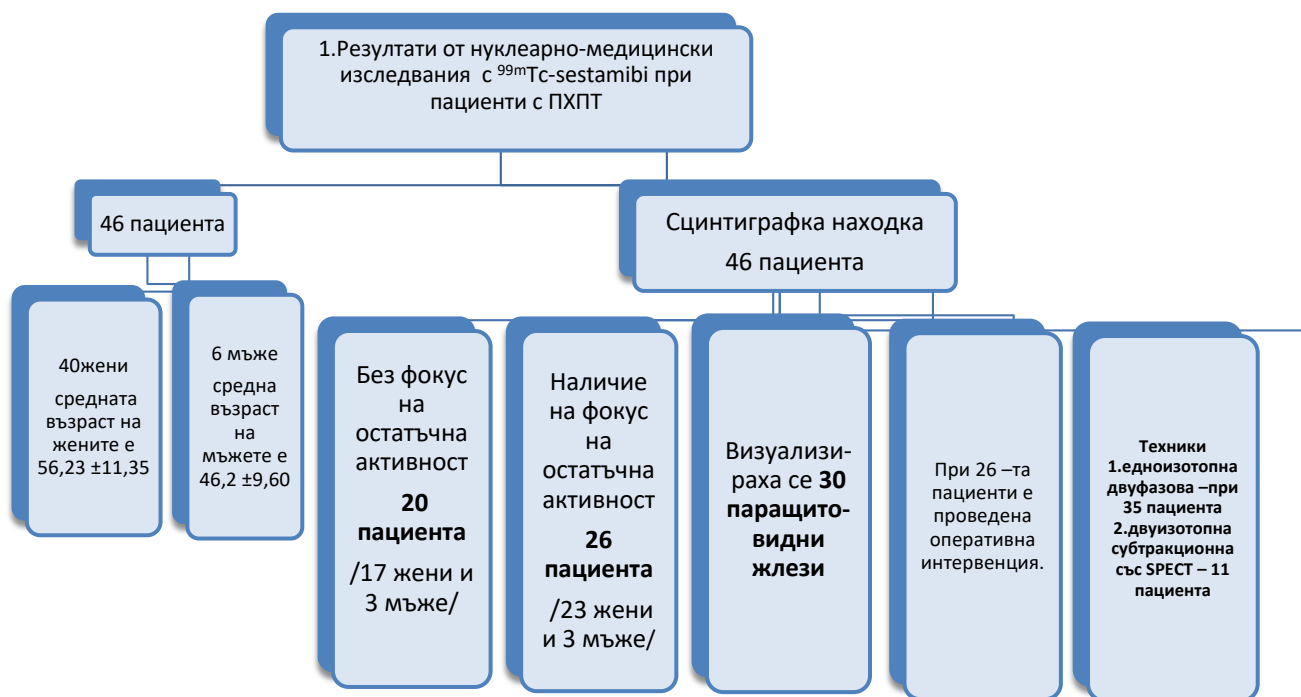 1.Резултати от нуклеарно-медицински
изследвания с ⁹⁹ᵐTc-sestamibi при
пациенти с ПХПТ
46 пациента
Сцинтиграфка находка
46 пациента
40жени
средната
възраст на
жените е
56,23 ±11,35
6 мъже
средна
възраст
на
мъжете е
46,2 ±9,60
Без фокус
на
остатъчна
активност
20
пациента
/17 жени и
3 мъже/
Наличие
на фокус
на
остатъчна
активност
26
пациента
/23 жени
и 3 мъже/
Визуализи-
раха се 30
паращито-
видни
жлези
При 26 –та
пациенти е
проведена
оперативна
интервенция.
Техники
1.едноизотопна
двуфазова –при
35 пациента
2.двуизотопна
субтракционна
със SPECT – 11
пациента